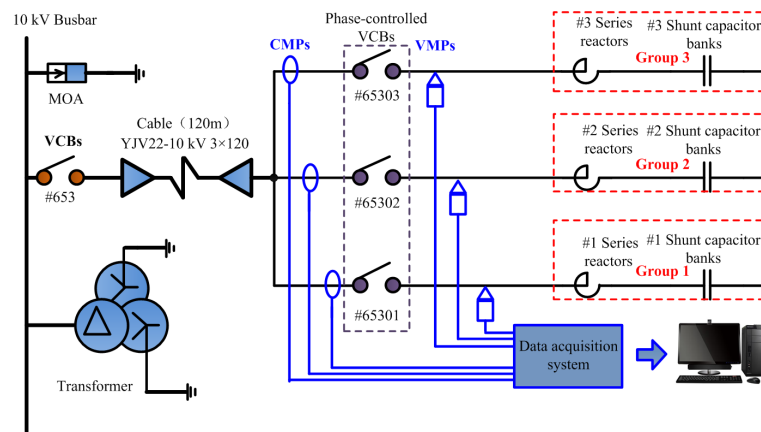 10 kV Busbar
MOA
VCBs
#653
Cable（120m）
YJV22-10 kV 3×120
Transformer
CMPs
Phase-controlled
VCBs
VMPs
#65303
#65302
#65301
#3 Series
reactors
#3 Shunt capacitor
banks
Group 3
#2 Series
reactors
#2 Shunt capacitor
banks
Group 2
#1 Series
reactors
#1 Shunt capacitor
banks
Group 1
Data acquisition
system